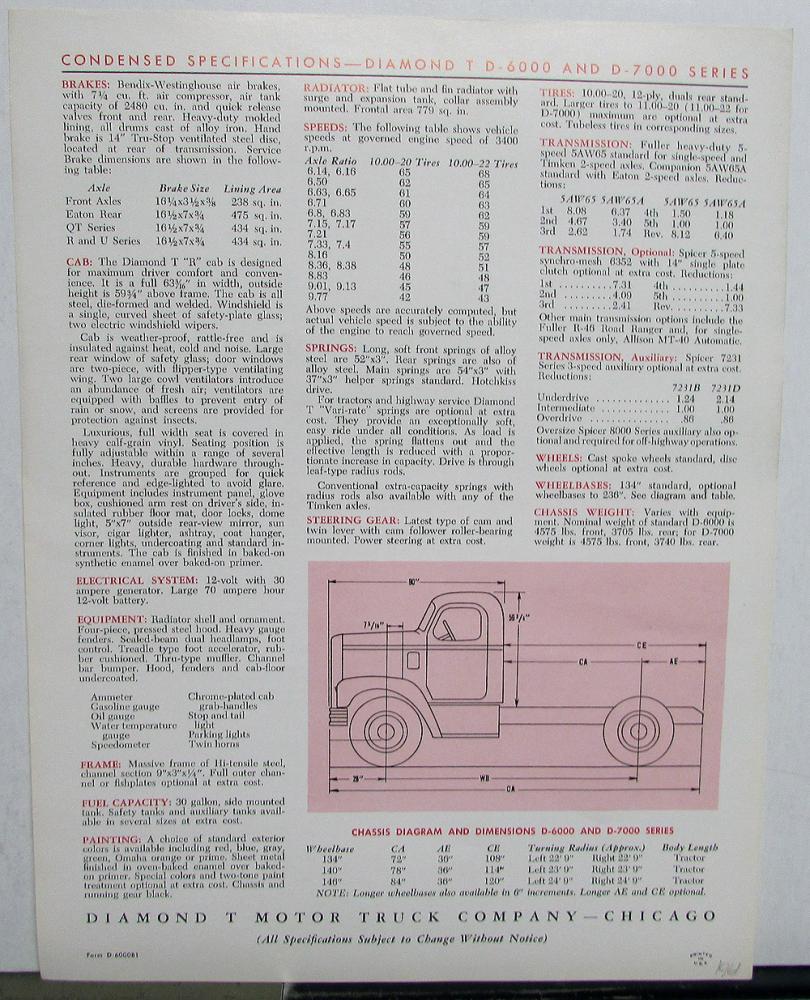 CONDENSED SPECIFICATIONS—DIAMOND T D-6000 AND D-7000 SERIES
BRAKES: Bendix-Westinghouse air brakes,
with 7¼ cu. ft. air compressor, air tank
capacity of 2480 cu. in. and quick release
valves front and rear. Heavy-duty molded
lining, all drums cast of alloy iron. Hand
brake is 14" Tru-Stop ventilated steel disc,
located at rear of transmission. Service
Brake dimensions are shown in the follow-
ing table:
Axle Brake Size Lining Area
Front Axles 16¼x3½x⅜ 238 sq. in.
Eaton Rear 16½x7x¾ 475 sq. in.
QT Series 16½x7x¾ 434 sq. in.
R and U Series 16½x7x¾ 434 sq. in.
CAB: The Diamond T "R" cab is designed
for maximum driver comfort and conven-
ience. It is a full 63⅜" in width, outside
height is 59¾" above frame. The cab is all
steel, die-formed and welded. Windshield is
a single, curved sheet of safety-plate glass;
two electric windshield wipers.
Cab is weather-proof, rattle-free and is
insulated against heat, cold and noise. Large
rear window of safety glass; door windows
are two-piece, with flipper-type ventilating
wing. Two large cowl ventilators introduce
an abundance of fresh air; ventilators are
equipped with baffles to prevent entry of
rain or snow, and screens are provided for
protection against insects.
Luxurious, full width seat is covered in
heavy calf-grain vinyl. Seating position is
fully adjustable within a range of several
inches. Heavy, durable hardware through-
out. Instruments are grouped for quick
reference and edge-lighted to avoid glare.
Equipment includes instrument panel, glove
box, cushioned arm rest on driver's side, in-
sulated rubber floor mat, door locks, dome
light, 5"x7" outside rear-view mirror, sun
visor, cigar lighter, ashtray, coat hanger,
corner lights, undercoating and standard in-
struments. The cab is finished in baked-on
synthetic enamel over baked-on primer.
ELECTRICAL SYSTEM: 12-volt with 30
ampere generator. Large 70 ampere hour
12-volt battery.
EQUIPMENT: Radiator shell and ornament.
Four-piece, pressed steel hood. Heavy gauge
fenders. Sealed-beam dual headlamps, foot
control. Treadle type foot accelerator, rub-
ber cushioned. Thru-type muffler. Channel
bar bumper. Hood, fenders and cab-floor
undercoated.
Ammeter Chrome-plated cab
Gasoline gauge grab-handles
Oil gauge Stop and tail
Water temperature light
gauge Parking lights
Speedometer Twin horns
FRAME: Massive frame of Hi-tensile steel,
channel section 9"x3"x¼". Full outer chan-
nel or fishplates optional at extra cost.
FUEL CAPACITY: 30 gallon, side mounted
tank. Safety tanks and auxiliary tanks avail-
able in several sizes at extra cost.
PAINTING: A choice of standard exterior
colors is available including red, blue, gray,
green, Omaha orange or prime. Sheet metal
finished in oven-baked enamel over baked-
on primer. Special colors and two-tone paint
treatment optional at extra cost. Chassis and
running gear black.
RADIATOR: Flat tube and fin radiator with
surge and expansion tank, collar assembly
mounted. Frontal area 779 sq. in.
SPEEDS: The following table shows vehicle
speeds at governed engine speed of 3400
r.p.m.
Axle Ratio 10.00-20 Tires 10.00-22 Tires
6.14, 6.16 65 68
6.50 62 65
6.63, 6.65 61 64
6.71 60 63
6.8, 6.83 59 62
7.15, 7.17 57 59
7.21 56 59
7.33, 7.4 55 57
8.16 50 52
8.36, 8.38 48 51
8.83 46 48
9.01, 9.13 45 47
9.77 42 43
Above speeds are accurately computed, but
actual vehicle speed is subject to the ability
of the engine to reach governed speed.
SPRINGS: Long, soft front springs of alloy
steel are 52"x3". Rear springs are also of
alloy steel. Main springs are 54"x3" with
37"x3" helper springs standard. Hotchkiss
drive.
For tractors and highway service Diamond
T "Vari-rate" springs are optional at extra
cost. They provide an exceptionally soft,
easy ride under all conditions. As load is
applied, the spring flattens out and the
effective length is reduced with a propor-
tionate increase in capacity. Drive is through
leaf-type radius rods.
Conventional extra-capacity springs with
radius rods also available with any of the
Timken axles.
STEERING GEAR: Latest type of cam and
twin lever with cam follower roller-bearing
mounted. Power steering at extra cost.
TIRES: 10.00-20, 12-ply, duals rear stand-
ard. Larger tires to 11.00-20 (11.00-22 for
D-7000) maximum are optional at extra
cost. Tubeless tires in corresponding sizes.
TRANSMISSION: Fuller heavy-duty 5-
speed 5AW65 standard for single-speed and
Timken 2-speed axles. Companion 5AW65A
standard with Eaton 2-speed axles. Reduc-
tions:
5AW65 5AW65A 5AW65 5AW65A
1st 8.08 6.37 4th 1.50 1.18
2nd 4.67 3.40 5th 1.00 1.00
3rd 2.62 1.74 Rev. 8.12 6.40
TRANSMISSION, Optional: Spicer 5-speed
synchro-mesh 6352 with 14" single plate
clutch optional at extra cost. Reductions:
1st ..........7.31 4th ..........1.44
2nd ..........4.09 5th ..........1.00
3rd ..........2.41 Rev. .........7.33
Other main transmission options include the
Fuller R-46 Road Ranger and, for single-
speed axles only, Allison MT-40 Automatic.
TRANSMISSION, Auxiliary: Spicer 7231
Series 3-speed auxiliary optional at extra cost.
Reductions:
7231B 7231D
Underdrive ............. 1.24 2.14
Intermediate ............ 1.00 1.00
Overdrive ............... .86 .86
Oversize Spicer 8000 Series auxiliary also op-
tional and required for off-highway operations.
WHEELS: Cast spoke wheels standard, disc
wheels optional at extra cost.
WHEELBASES: 134" standard, optional
wheelbases to 236". See diagram and table.
CHASSIS WEIGHT: Varies with equip-
ment. Nominal weight of standard D-6000 is
4575 lbs. front, 3705 lbs. rear; for D-7000
weight is 4575 lbs. front, 3740 lbs. rear.
90"
CE
CA AE
WB
OA
CHASSIS DIAGRAM AND DIMENSIONS D-6000 AND D-7000 SERIES
Wheelbase CA AE CE Turning Radius (Approx.) Body Length
134" 72" 36" 108" Left 22' 9" Right 22' 9" Tractor
140" 78" 36" 114" Left 23' 9" Right 23' 9" Tractor
146" 84" 36" 120" Left 24' 9" Right 24' 9" Tractor
NOTE: Longer wheelbases also available in 6" increments. Longer AE and CE optional.
DIAMOND T MOTOR TRUCK COMPANY—CHICAGO
(All Specifications Subject to Change Without Notice)
Form D-6000B1
PRINTED
IN
U.S.A.
1961